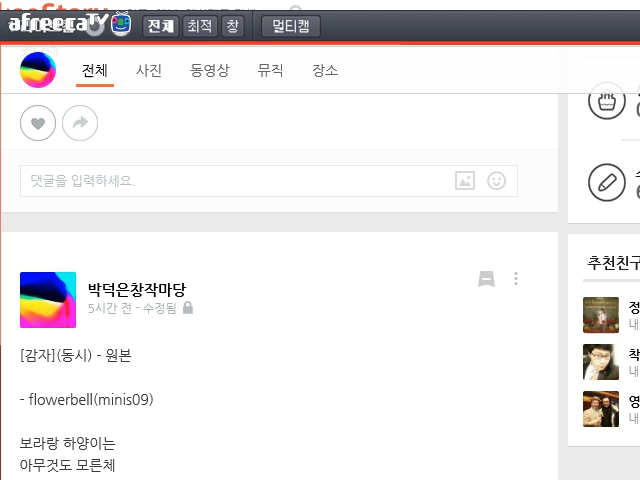 afreecaTV 전체 최적 창 멀티캠
전체 사진 동영상 뮤직 장소
댓글을 입력하세요.
박덕은창작마당
5시간 전 - 수정됨
추천친구
[감자](동시) - 원본
- flowerbell(minis09)
보라랑 하양이는
아무것도 모른체
정
내
착
내
영
내